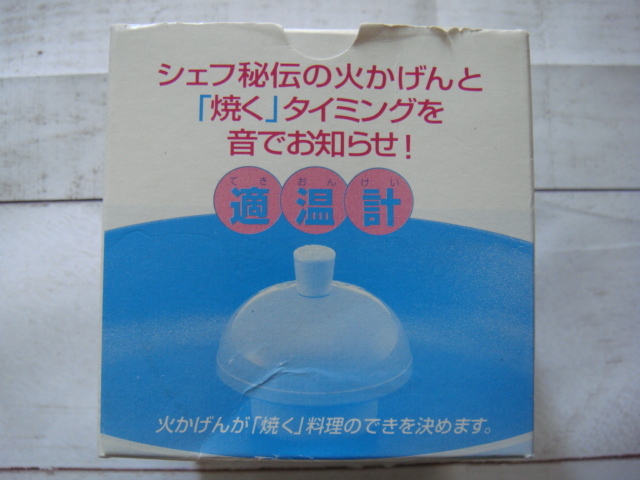 シェフ秘伝の火かげんと
「焼く」タイミングを
音でお知らせ!
てきおんけい
適温計
火かげんが「焼く」料理のできを決めます。